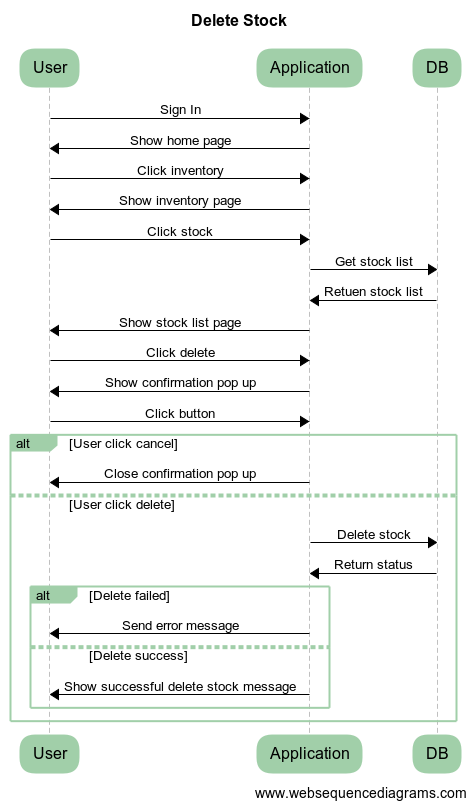 Delete Stock
User Application DB
Sign In
Show home page
Click inventory
Show inventory page
Click stock
Get stock list
Retuen stock list
Show stock list page
Click delete
Show confirmation pop up
Click button
alt [User click cancel]
Close confirmation pop up
[User click delete]
Delete stock
Return status
alt [Delete failed]
Send error message
[Delete success]
Show successful delete stock message
User Application DB
www.websequencediagrams.com